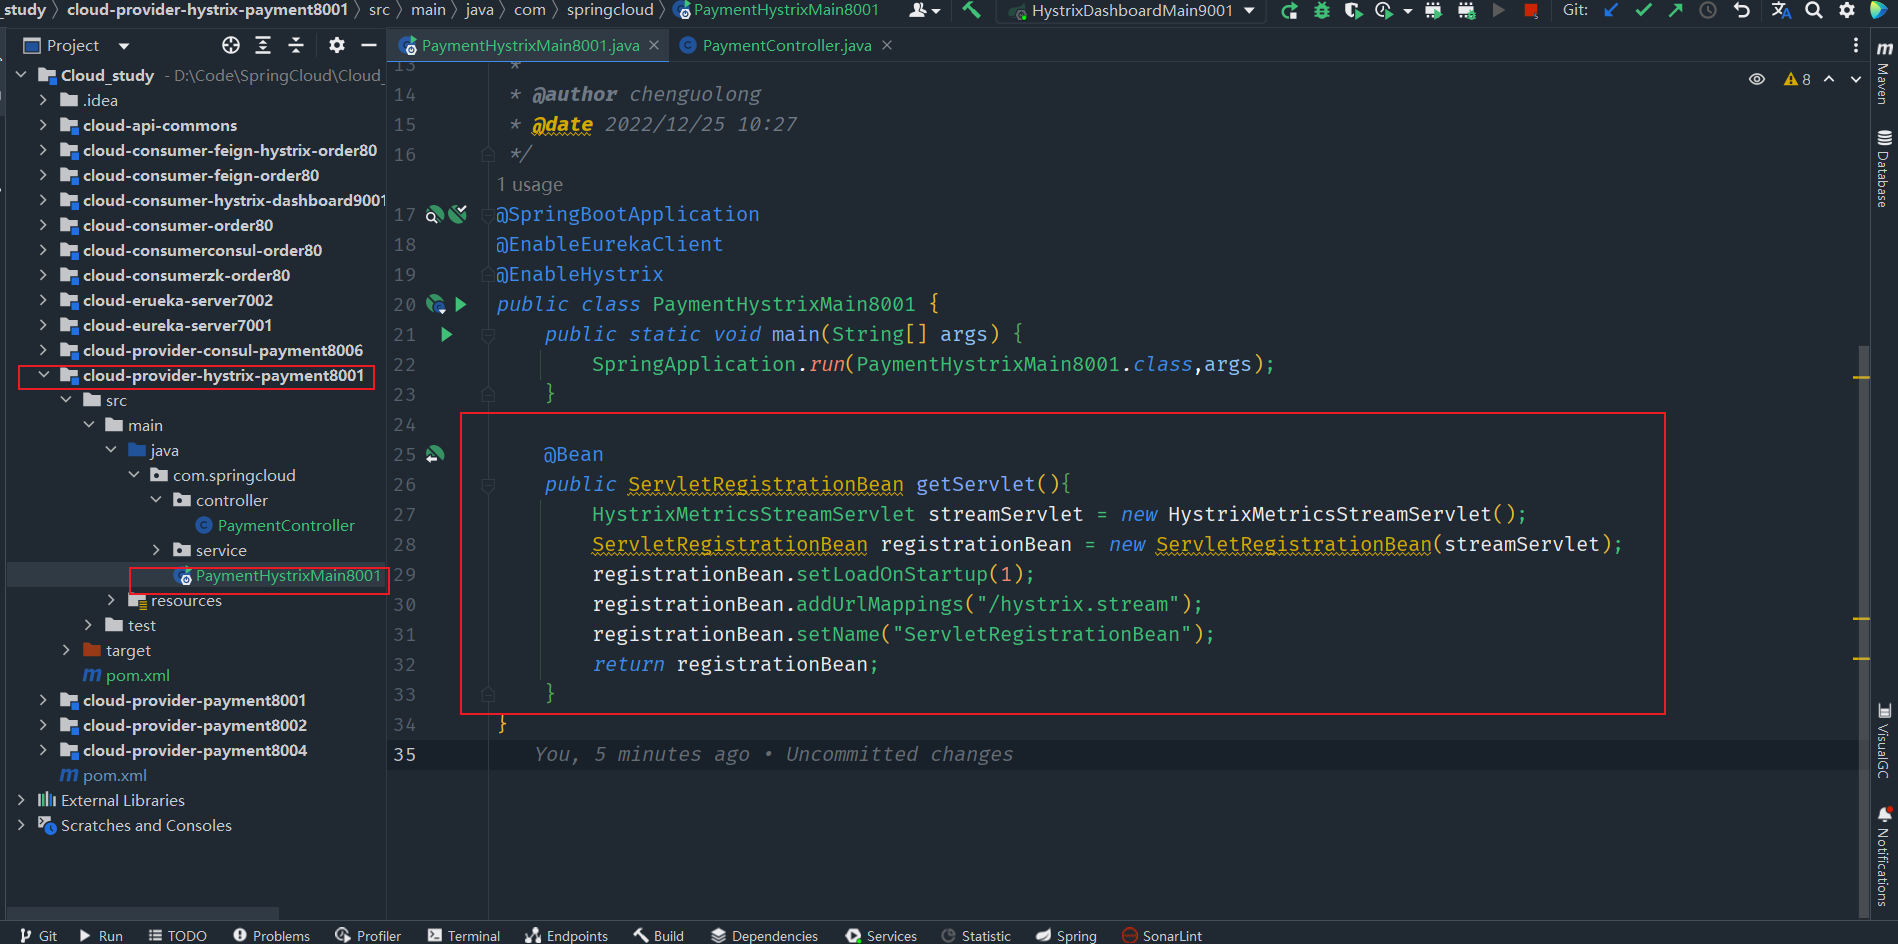 _study 〉 cloud-provider-hystrix-payment8001 〉 src 〉 main 〉 java 〉 com 〉 springcloud 〉 PaymentHystrixMain8001
HystrixDashboardMain9001
Git:
Project
PaymentHystrixMain8001.java ×
PaymentController.java ×
Cloud_study - D:\Code\SpringCloud\Cloud_
.idea
cloud-api-commons
cloud-consumer-feign-hystrix-order80
cloud-consumer-feign-order80
cloud-consumer-hystrix-dashboard9001
cloud-consumer-order80
cloud-consumerconsul-order80
cloud-consumerzk-order80
cloud-erueka-server7002
cloud-eureka-server7001
cloud-provider-consul-payment8006
cloud-provider-hystrix-payment8001
src
main
java
com.springcloud
controller
PaymentController
service
PaymentHystrixMain8001
resources
test
target
pom.xml
cloud-provider-payment8001
cloud-provider-payment8002
cloud-provider-payment8004
pom.xml
External Libraries
Scratches and Consoles
8
13 *
14 * @author chenguolong
15 * @date 2022/12/25 10:27
16 */
1 usage
17 @SpringBootApplication
18 @EnableEurekaClient
19 @EnableHystrix
20 public class PaymentHystrixMain8001 {
21 public static void main(String[] args) {
22 SpringApplication.run(PaymentHystrixMain8001.class,args);
23 }
24
25 @Bean
26 public ServletRegistrationBean getServlet(){
27 HystrixMetricsStreamServlet streamServlet = new HystrixMetricsStreamServlet();
28 ServletRegistrationBean registrationBean = new ServletRegistrationBean(streamServlet);
29 registrationBean.setLoadOnStartup(1);
30 registrationBean.addUrlMappings("/hystrix.stream");
31 registrationBean.setName("ServletRegistrationBean");
32 return registrationBean;
33 }
34 }
35 You, 5 minutes ago • Uncommitted changes
m Maven
Database
VisualGC
Notifications
Git
Run
TODO
Problems
Profiler
Terminal
Endpoints
Build
Dependencies
Services
Statistic
Spring
SonarLint